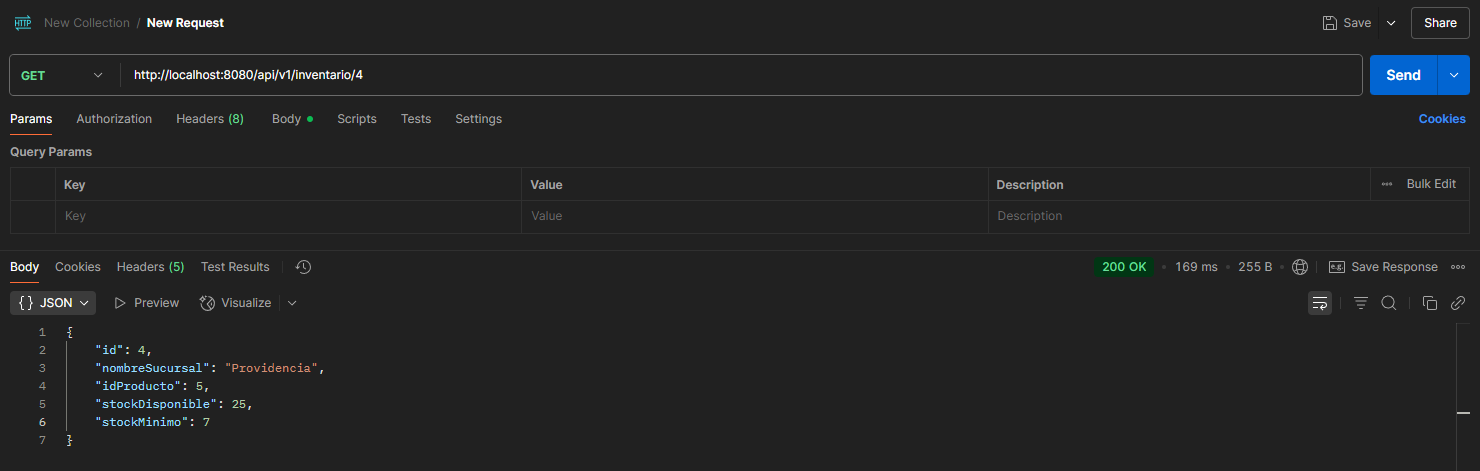 HTTP New Collection / New Request Save Share
GET http://localhost:8080/api/v1/inventario/4 Send
Params Authorization Headers (8) Body Scripts Tests Settings Cookies
Query Params
Key Value Description Bulk Edit
Key Value Description
Body Cookies Headers (5) Test Results 200 OK 169 ms 255 B e.g. Save Response
{ } JSON Preview Visualize
1 {
2 "id": 4,
3 "nombreSucursal": "Providencia",
4 "idProducto": 5,
5 "stockDisponible": 25,
6 "stockMinimo": 7
7 }